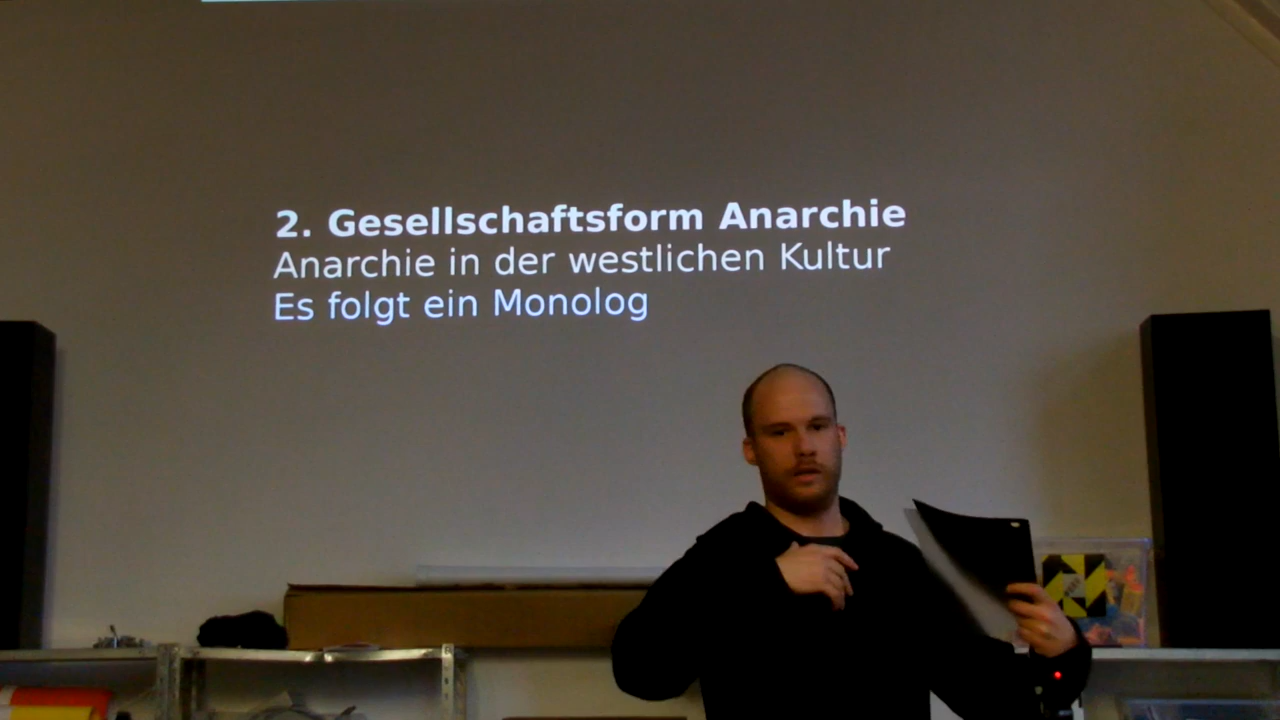 2. Gesellschaftsform Anarchie
Anarchie in der westlichen Kultur
Es folgt ein Monolog